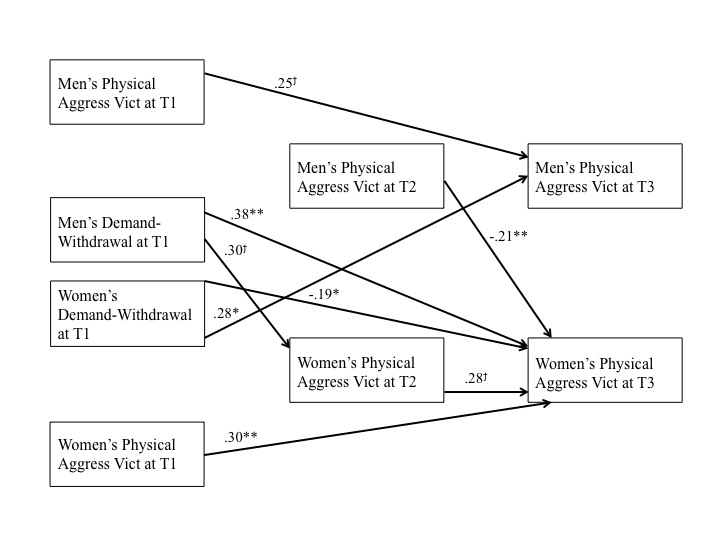 Men’s Physical
Aggress Vict at T1
.25†
Men’s Physical
Aggress Vict at T2
Men’s Physical
Aggress Vict at T3
Men’s Demand-
Withdrawal at T1
.38**
.30†
-.21**
Women’s
Demand-Withdrawal
at T1
-.19*
.28*
Women’s Physical
Aggress Vict at T2
.28†
Women’s Physical
Aggress Vict at T3
Women’s Physical
Aggress Vict at T1
.30**